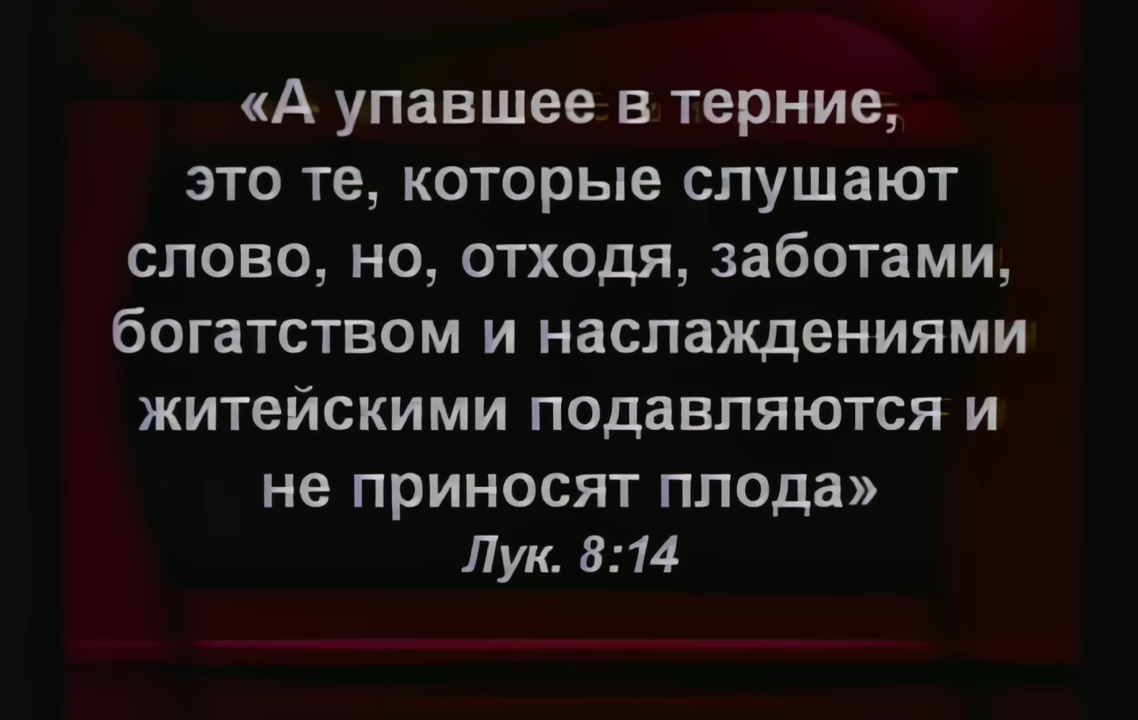 «А упавшее в терние,
это те, которые слушают
слово, но, отходя, заботами,
богатством и наслаждениями
житейскими подавляются и
не приносят плода»
Лук. 8:14